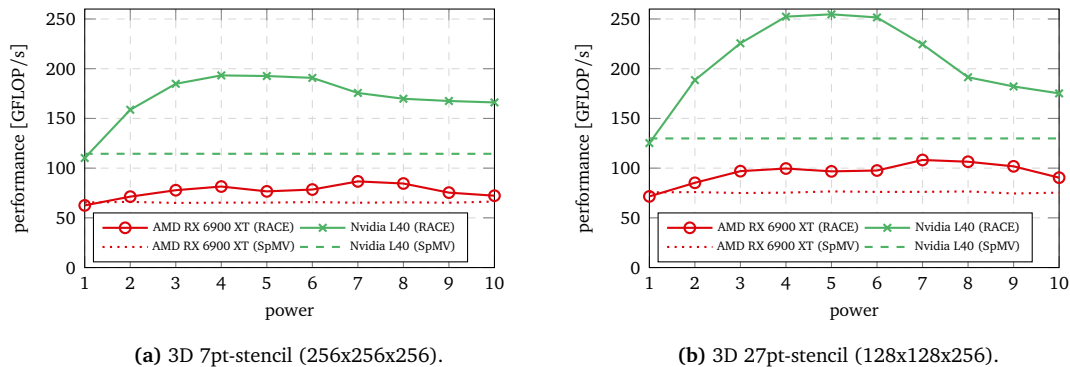 performance [GFLOP/s]
250
200
150
100
50
0
1 2 3 4 5 6 7 8 9 10
power
AMD RX 6900 XT (RACE) Nvidia L40 (RACE)
AMD RX 6900 XT (SpMV) Nvidia L40 (SpMV)
(a) 3D 7pt-stencil (256x256x256).
performance [GFLOP/s]
250
200
150
100
50
0
1 2 3 4 5 6 7 8 9 10
power
AMD RX 6900 XT (RACE) Nvidia L40 (RACE)
AMD RX 6900 XT (SpMV) Nvidia L40 (SpMV)
(b) 3D 27pt-stencil (128x128x256).